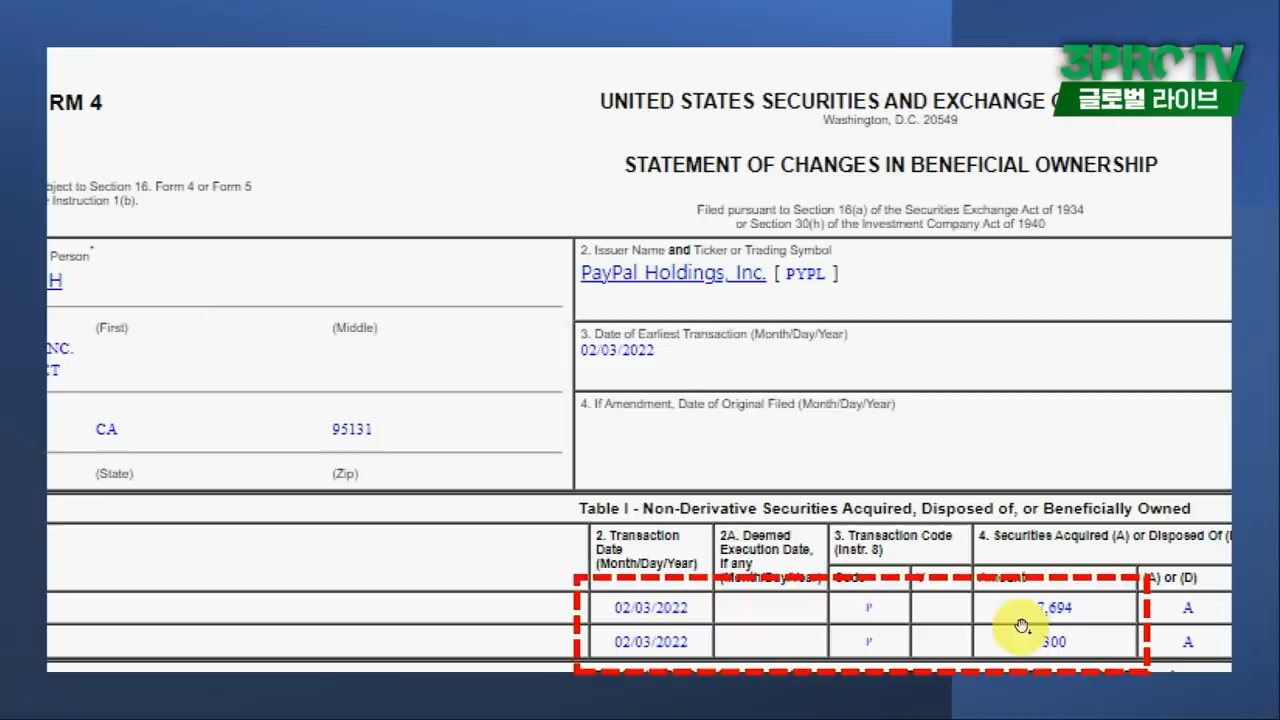 3PRO TV
글로벌 라이브
RM 4
UNITED STATES SECURITIES AND EXCHANGE
Washington, D.C. 20549
STATEMENT OF CHANGES IN BENEFICIAL OWNERSHIP
bject to Section 16. Form 4 or Form 5
Instruction 1(b).
Filed pursuant to Section 16(a) of the Securities Exchange Act of 1934
or Section 30(h) of the Investment Company Act of 1940
Person*
H
(First) (Middle)
NC.
CA 95131
(State) (Zip)
2. Issuer Name and Ticker or Trading Symbol
PayPal Holdings, Inc. [ PYPL ]
3. Date of Earliest Transaction (Month/Day/Year)
02/03/2022
4. If Amendment, Date of Original Filed (Month/Day/Year)
Table I - Non-Derivative Securities Acquired, Disposed of, or Beneficially Owned
2. Transaction
Date
(Month/Day/Year)
2A. Deemed
Execution Date,
if any
(Month/Day/Year)
3. Transaction Code
(Instr. 8)
4. Securities Acquired (A) or Disposed Of
Code V Amount (A) or (D)
02/03/2022 P 7,694 A
02/03/2022 P 300 A